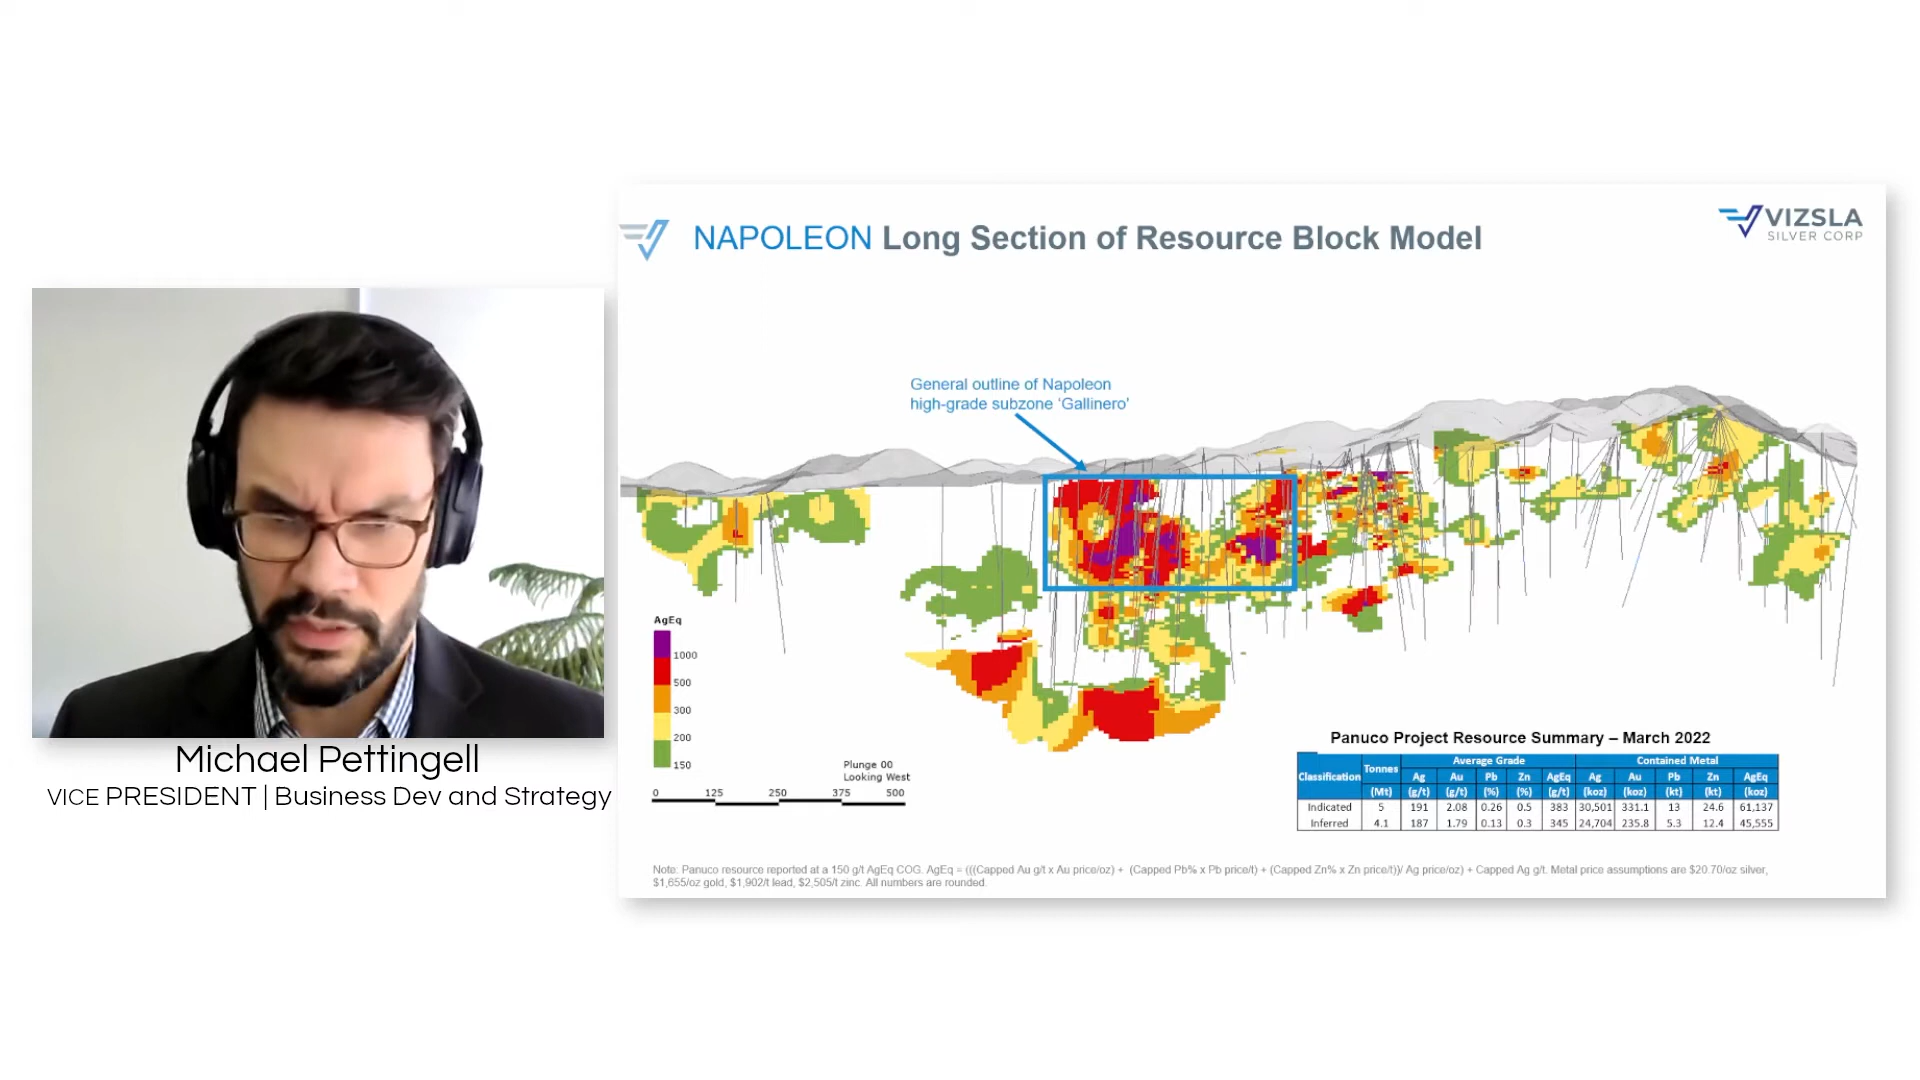 NAPOLEON Long Section of Resource Block Model
VIZSLA
SILVER CORP
General outline of Napoleon
high-grade subzone ‘Gallinero’
AgEq
1000
500
300
200
150
Plunge 00
Looking West
0 125 250 375 500
Panuco Project Resource Summary – March 2022
Classification Tonnes Average Grade Contained Metal
Ag Au Pb Zn AgEq Ag Au Pb Zn AgEq
(Mt) (g/t) (g/t) (%) (%) (g/t) (koz) (koz) (kt) (kt) (koz)
Indicated 5 191 2.08 0.26 0.5 383 30,501 331.1 13 24.6 61,137
Inferred 4.1 187 1.79 0.13 0.3 345 24,704 235.8 5.3 12.4 45,555
Note: Panuco resource reported at a 150 g/t AgEq COG. AgEq = (((Capped Au g/t x Au price/oz) + (Capped Pb% x Pb price/t) + (Capped Zn% x Zn price/t))/ Ag price/oz) + Capped Ag g/t. Metal price assumptions are $20.70/oz silver,
$1,655/oz gold, $1,902/t lead, $2,505/t zinc. All numbers are rounded.
Michael Pettingell
VICE PRESIDENT | Business Dev and Strategy